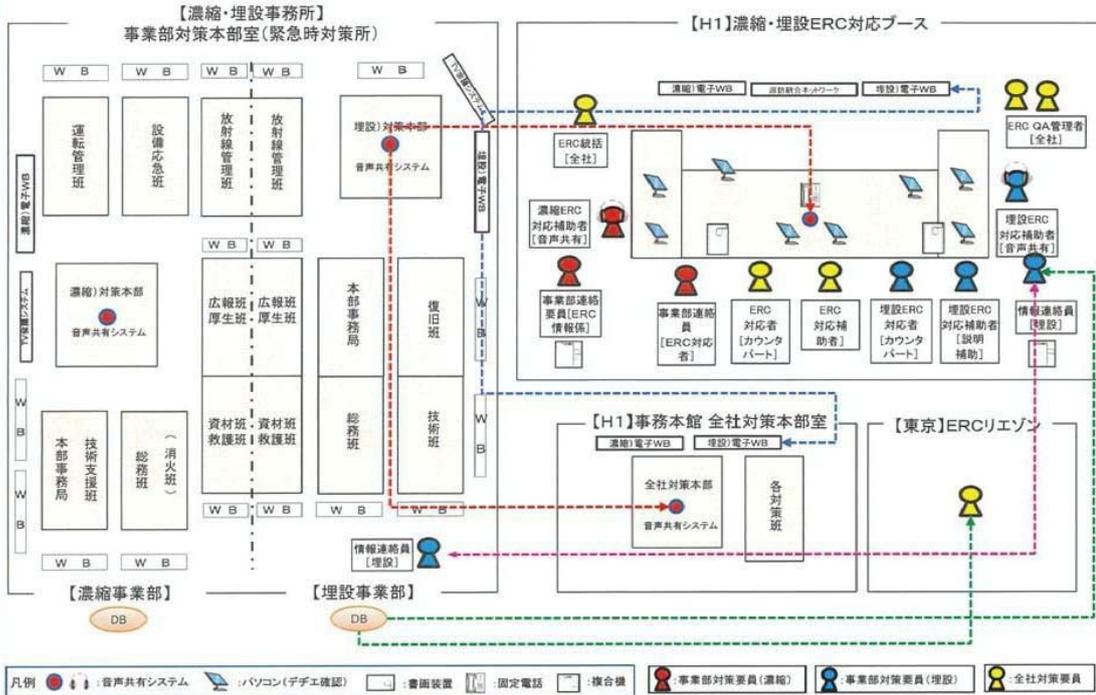 【濃縮・埋設事務所】
事業部対策本部室(緊急時対策所)
W B
W B
W B
W B
W B
TV会議システム
運転管理班
設備応急班
放射線管理班
放射線管理班
埋設)対策本部
音声共有システム
濃縮)電子WB
埋設)電子WB
TV会議システム
濃縮)対策本部
音声共有システム
W B
W B
広報班
厚生班
広報班
厚生班
本部事務局
復旧班
W B
W B
W B
W B
本部事務局
技術支援班
総務班
(消火班)
資材班
救護班
資材班
救護班
総務班
技術班
W B
W B
W B
W B
W B
W B
情報連絡員
[埋設]
【濃縮事業部】
【埋設事業部】
DB
DB
【H1】濃縮・埋設ERC対応ブース
濃縮)電子WB
埋設)電子WB
ERC統括
[全社]
ERC QA管理者
[全社]
濃縮ERC
対応補助者
[音声共有]
埋設ERC
対応補助者
[音声共有]
事業部連絡
要員[ERC
情報係]
事業部連絡
員
[ERC対応
者]
ERC
対応者
[カウンタ
パート]
ERC
対応補
助者]
埋設ERC
対応者
[カウンタ
パート]
埋設ERC
対応補助者
[説明
補助]
情報連絡員
[埋設]
【H1】事務本館 全社対策本部室
濃縮)電子WB
埋設)電子WB
全社対策本部
音声共有システム
各対策班
【東京】ERCリエゾン
凡例
:音声共有システム
:パソコン(デヂエ確認)
:書画装置
:固定電話
:複合機
:事業部対策要員(濃縮)
:事業部対策要員(埋設)
:全社対策要員